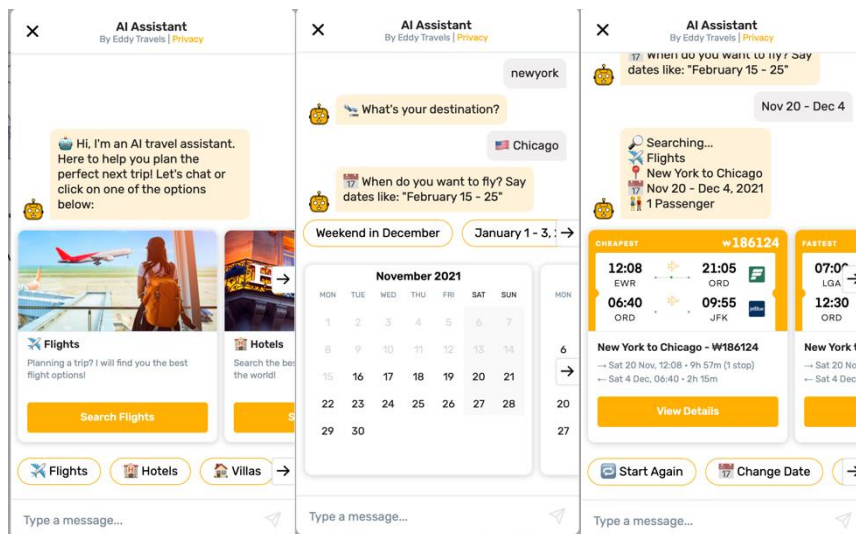 AI Assistant
By Eddy Travels | Privacy
Hi, I'm an AI travel assistant.
Here to help you plan the
perfect next trip! Let's chat or
click on one of the options
below:
Flights
Planning a trip? I will find you the best
flight options!
Search Flights
Hotels
Search the bes
the world!
S
Flights
Hotels
Villas
Type a message...
AI Assistant
By Eddy Travels | Privacy
newyork
What's your destination?
Chicago
When do you want to fly? Say
dates like: "February 15 - 25"
Weekend in December
January 1 - 3,
November 2021
MON TUE WED THU FRI SAT SUN
1 2 3 4 5 6 7
8 9 10 11 12 13 14
15 16 17 18 19 20 21
22 23 24 25 26 27 28
29 30
MON
6
20
27
Type a message...
AI Assistant
By Eddy Travels | Privacy
When do you want to fly? Say
dates like: "February 15 - 25"
Nov 20 - Dec 4
Searching...
Flights
New York to Chicago
Nov 20 - Dec 4, 2021
1 Passenger
CHEAPEST ₩186124
12:08 21:05
EWR ORD
06:40 09:55
ORD JFK
jetBlue
New York to Chicago - ₩186124
→ Sat 20 Nov, 12:08 • 9h 57m (1 stop)
← Sat 4 Dec, 06:40 • 2h 15m
View Details
FASTEST
07:0
LGA
12:30
ORD
New York t
→ Sat 20 No
← Sat 4 Dec
Start Again
Change Date
Type a message...